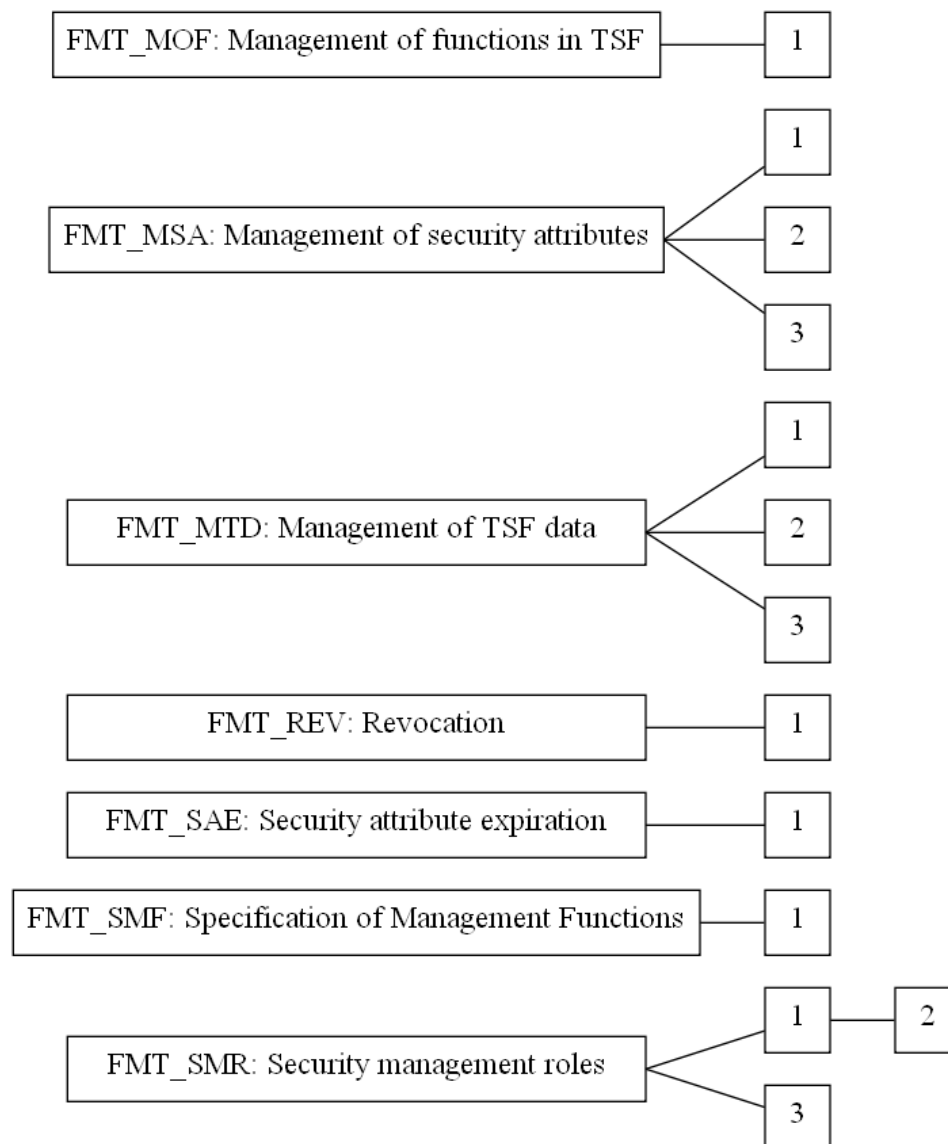 FMT_MOF: Management of functions in TSF 1
1
FMT_MSA: Management of security attributes 2
3
1
FMT_MTD: Management of TSF data 2
3
FMT_REV: Revocation 1
FMT_SAE: Security attribute expiration 1
FMT_SMF: Specification of Management Functions 1
1 2
FMT_SMR: Security management roles
3